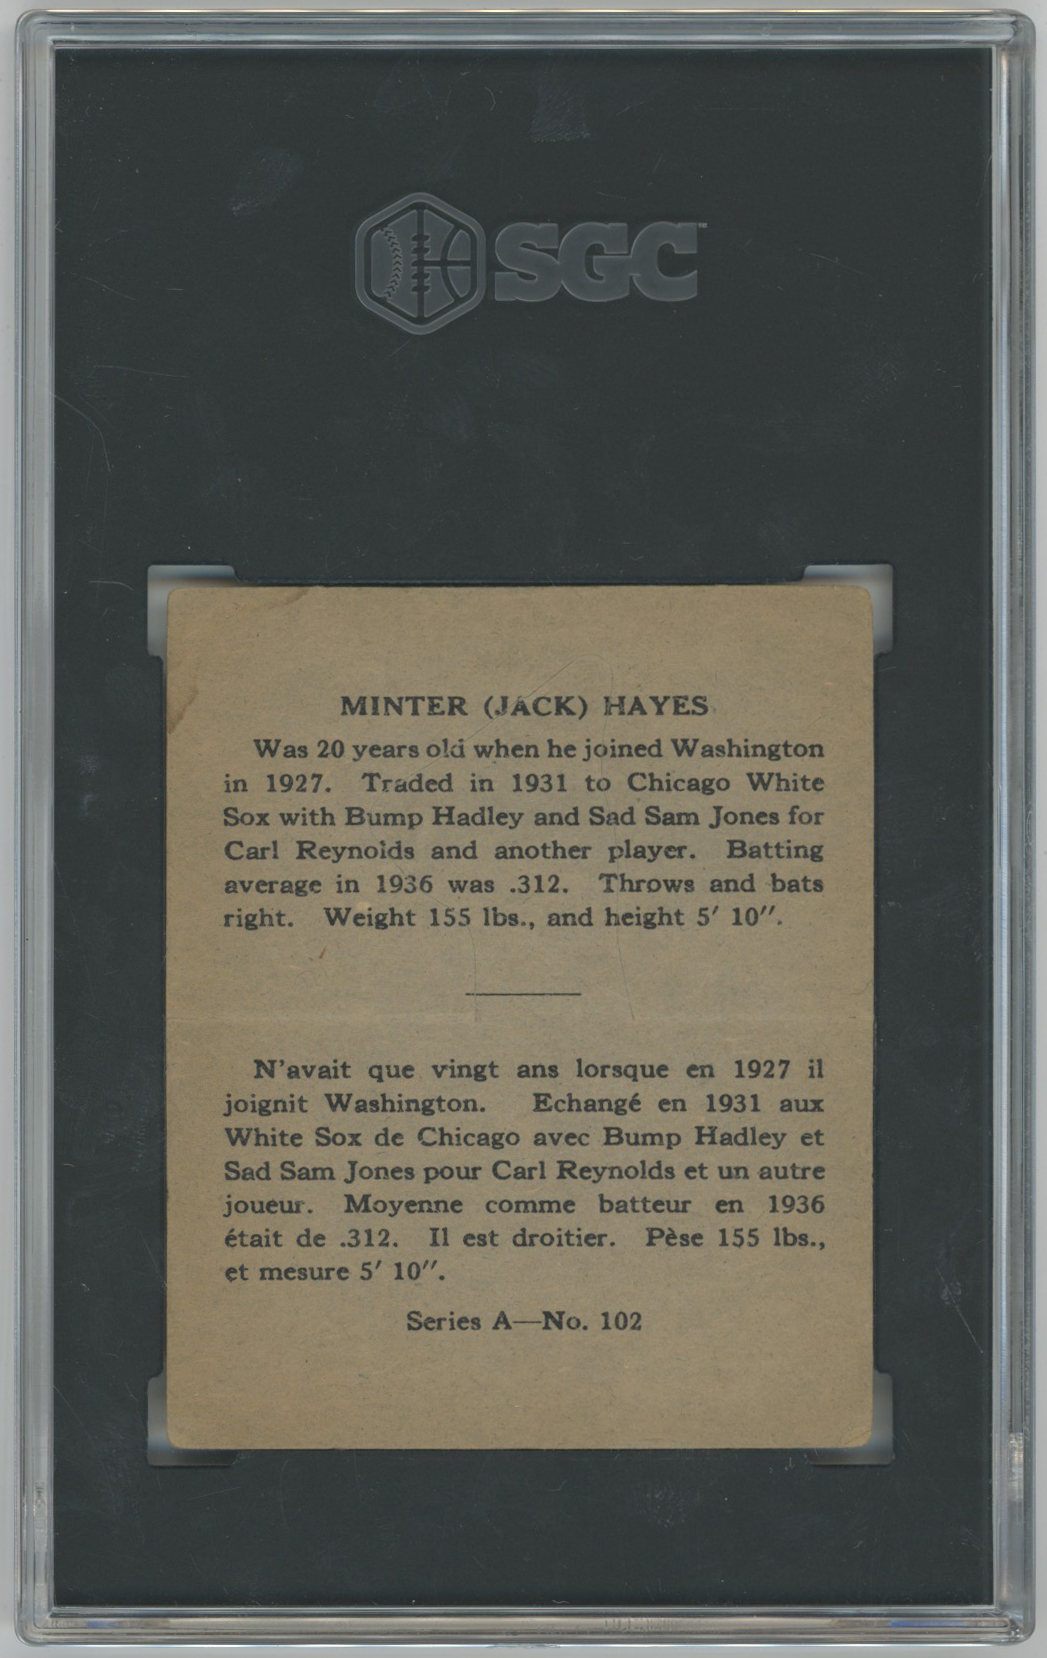 SGC
MINTER (JACK) HAYES
Was 20 years old when he joined Washington
in 1927. Traded in 1931 to Chicago White
Sox with Bump Hadley and Sad Sam Jones for
Carl Reynolds and another player. Batting
average in 1936 was .312. Throws and bats
right. Weight 155 lbs., and height 5′ 10″.
N'avait que vingt ans lorsque en 1927 il
joignit Washington. Echangé en 1931 aux
White Sox de Chicago avec Bump Hadley et
Sad Sam Jones pour Carl Reynolds et un autre
joueur. Moyenne comme batteur en 1936
était de .312. Il est droitier. Pèse 155 lbs.,
et mesure 5′ 10″.
Series A—No. 102